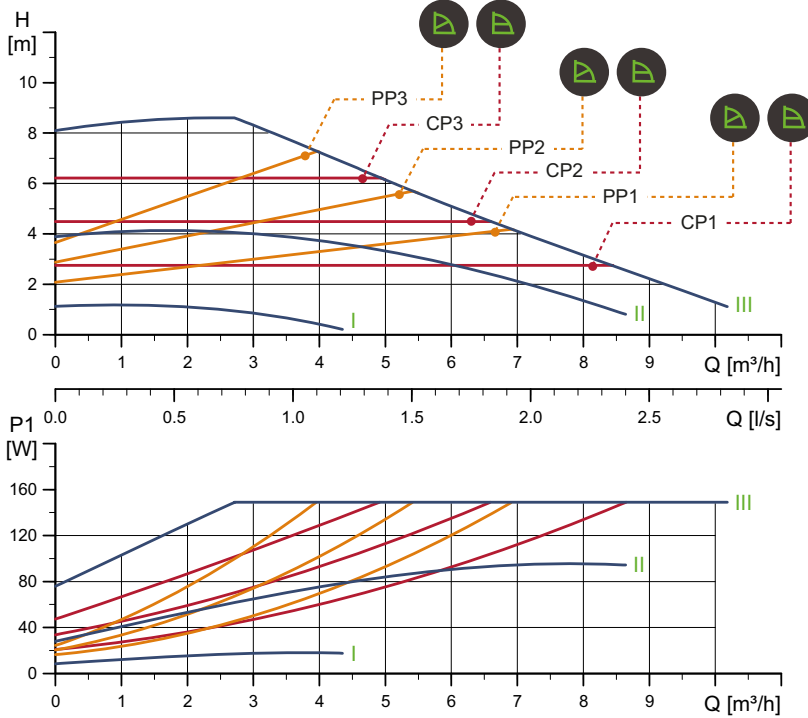 H
[m]
10
8
6
4
2
0
PP3
CP3
PP2
CP2
PP1
CP1
I
II
III
0 1 2 3 4 5 6 7 8 9 Q [m³/h]
0.0 0.5 1.0 1.5 2.0 2.5 Q [l/s]
P1
[W]
160
120
80
40
0
III
II
I
0 1 2 3 4 5 6 7 8 9 Q [m³/h]